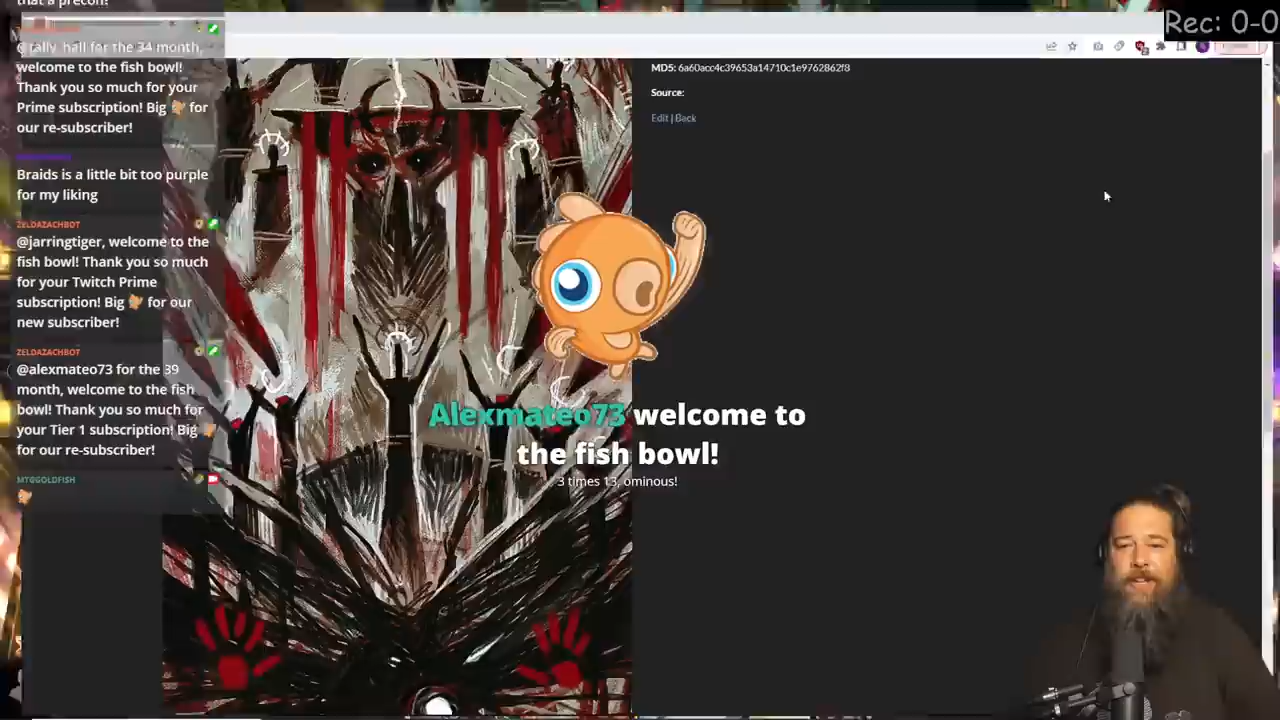 that a precon?
Rec: 0-0
@rally_hall for the 34 month,
welcome to the fish bowl!
Thank you so much for your
Prime subscription! Big for
our re-subscriber!
Braids is a little bit too purple
for my liking
ZELDAZACHBOT
@jarringtiger, welcome to the
fish bowl! Thank you so much
for your Twitch Prime
subscription! Big for our
new subscriber!
ZELDAZACHBOT
@alexmateo73 for the 39
month, welcome to the fish
bowl! Thank you so much for
your Tier 1 subscription! Big
for our re-subscriber!
MTGGOLDFISH
MD5: 6a60acc4c39653a14710c1e9762862f8
Source:
Edit | Back
Alexmateo73 welcome to
the fish bowl!
3 times 13, ominous!